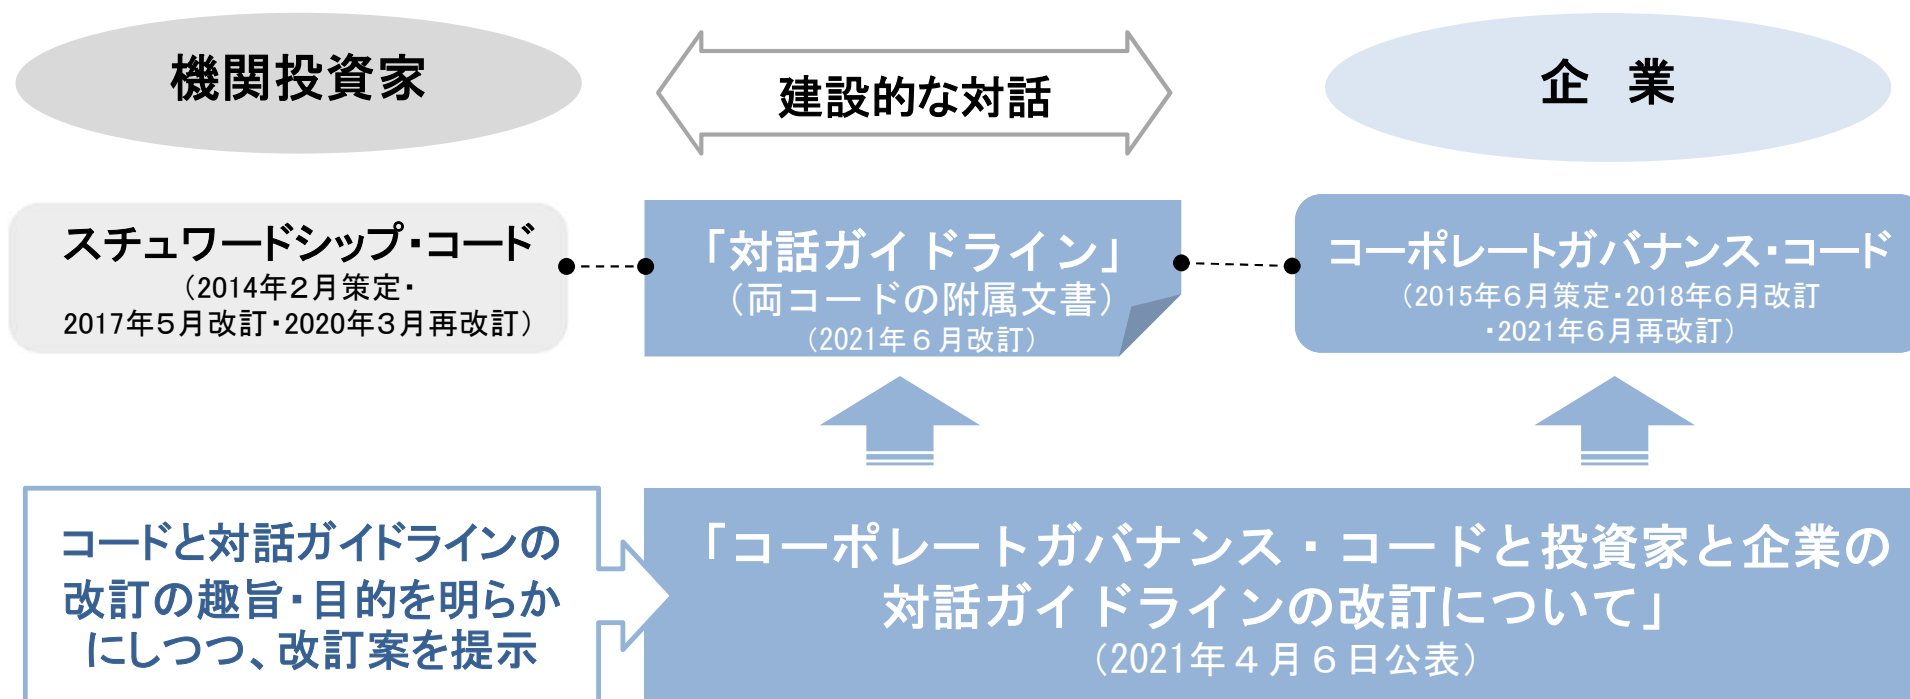 機関投資家
建設的な対話
企　業
スチュワードシップ・コード
（2014年２月策定・
2017年５月改訂・2020年３月再改訂）
「対話ガイドライン」
（両コードの附属文書）
（2021年６月改訂）
コーポレートガバナンス・コード
（2015年６月策定・2018年６月改訂
・2021年６月再改訂）
コードと対話ガイドラインの
改訂の趣旨・目的を明らか
にしつつ、改訂案を提示
「コーポレートガバナンス・コードと投資家と企業の
対話ガイドラインの改訂について」
（2021年４月６日公表）